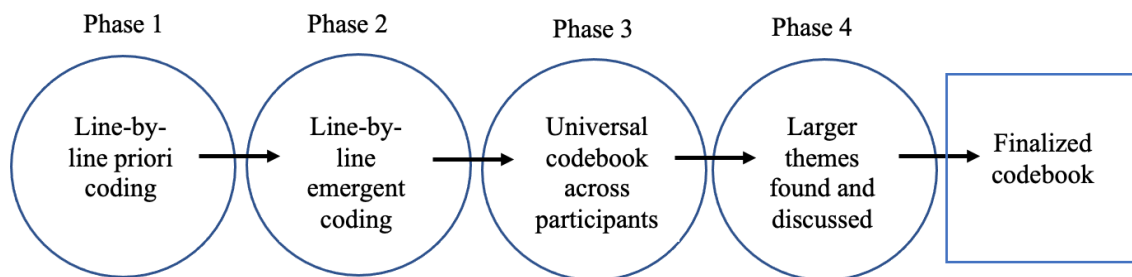 Phase 1
Phase 2
Phase 3
Phase 4
Line-by-
line priori
coding
Line-by-
line
emergent
coding
Universal
codebook
across
participants
Larger
themes
found and
discussed
Finalized
codebook